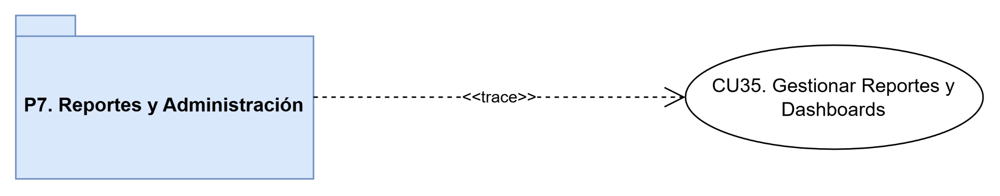 P7. Reportes y Administración
<<trace>>
CU35. Gestionar Reportes y
Dashboards